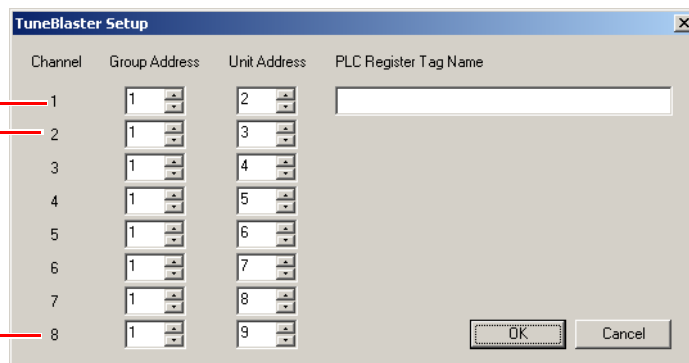 TuneBlaster Setup
Channel Group Address Unit Address PLC Register Tag Name
1 1 2
2 1 3
3 1 4
4 1 5
5 1 6
6 1 7
7 1 8
8 1 9 OK Cancel